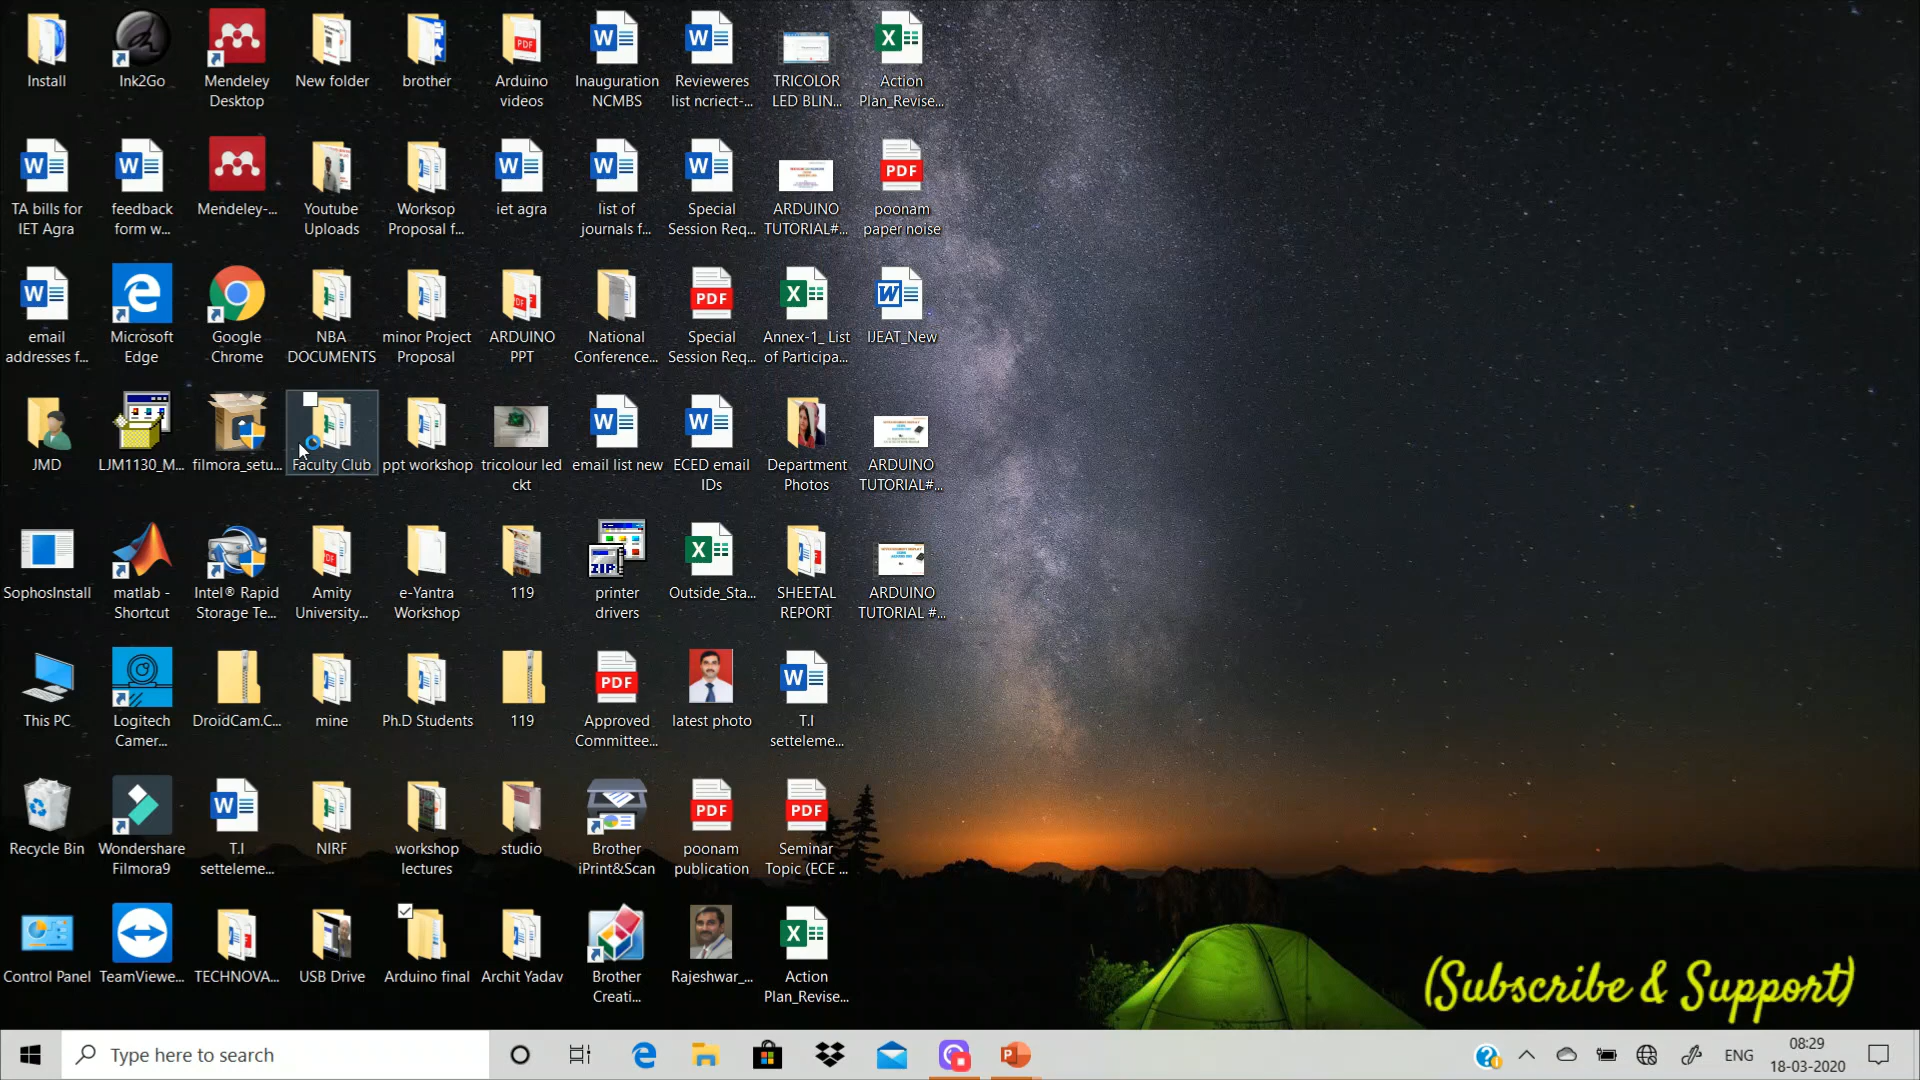 Install
Ink2Go
Mendeley
Desktop
New folder
brother
Arduino
videos
Inauguration
NCMBS
Revieweres
list ncriect-...
TRICOLOR
LED BLIN...
Action
Plan_Revise...
TA bills for
IET Agra
feedback
form w...
Mendeley-...
Youtube
Uploads
Worksop
Proposal f...
iet agra
list of
journals f...
Special
Session Req...
ARDUINO
TUTORIAL#...
PDF
poonam
paper noise
email
addresses f...
Microsoft
Edge
Google
Chrome
NBA
DOCUMENTS
minor Project
Proposal
ARDUINO
PPT
National
Conference...
PDF
Special
Session Req...
Annex-1_ List
of Participa...
IJEAT_New
JMD
LJM1130_M...
filmora_setu...
Faculty Club
ppt workshop
tricolour led
ckt
email list new
ECED email
IDs
Department
Photos
ARDUINO
TUTORIAL#...
SophosInstall
matlab -
Shortcut
Intel® Rapid
Storage Te...
Amity
University...
e-Yantra
Workshop
119
printer
drivers
Outside_Sta...
SHEETAL
REPORT
ARDUINO
TUTORIAL #...
This PC
Logitech
Camer...
DroidCam.C...
mine
Ph.D Students
119
PDF
Approved
Committee...
latest photo
T.I
setteleme...
Recycle Bin
Wondershare
Filmora9
T.I
setteleme...
NIRF
workshop
lectures
studio
Brother
iPrint&Scan
PDF
poonam
publication
PDF
Seminar
Topic (ECE ...
Control Panel
TeamViewe...
TECHNOVA...
USB Drive
Arduino final
Archit Yadav
Brother
Creati...
Rajeshwar_...
Action
Plan_Revise...
(Subscribe & Support)
Type here to search
ENG
08:29
18-03-2020